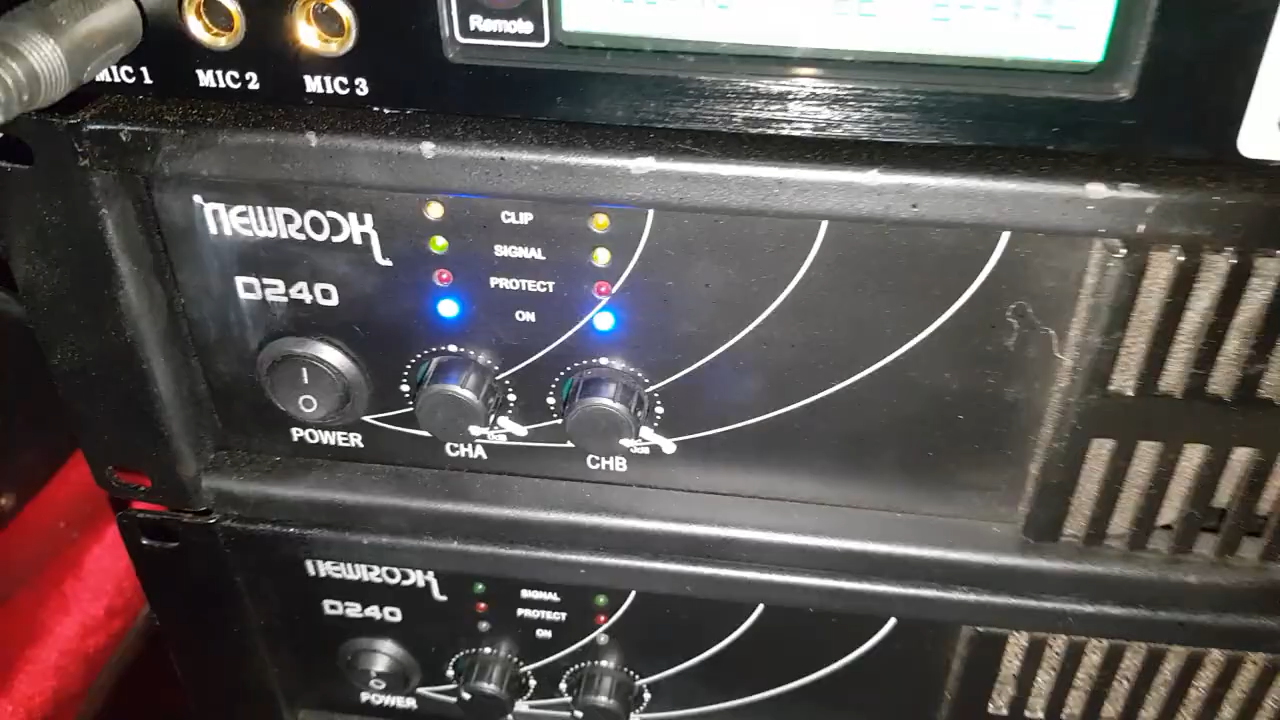 Remote
MIC 1
MIC 2
MIC 3
NEWROCK
D240
CLIP
SIGNAL
PROTECT
ON
POWER
CHA
CHB
NEWROCK
D240
SIGNAL
PROTECT
ON
POWER